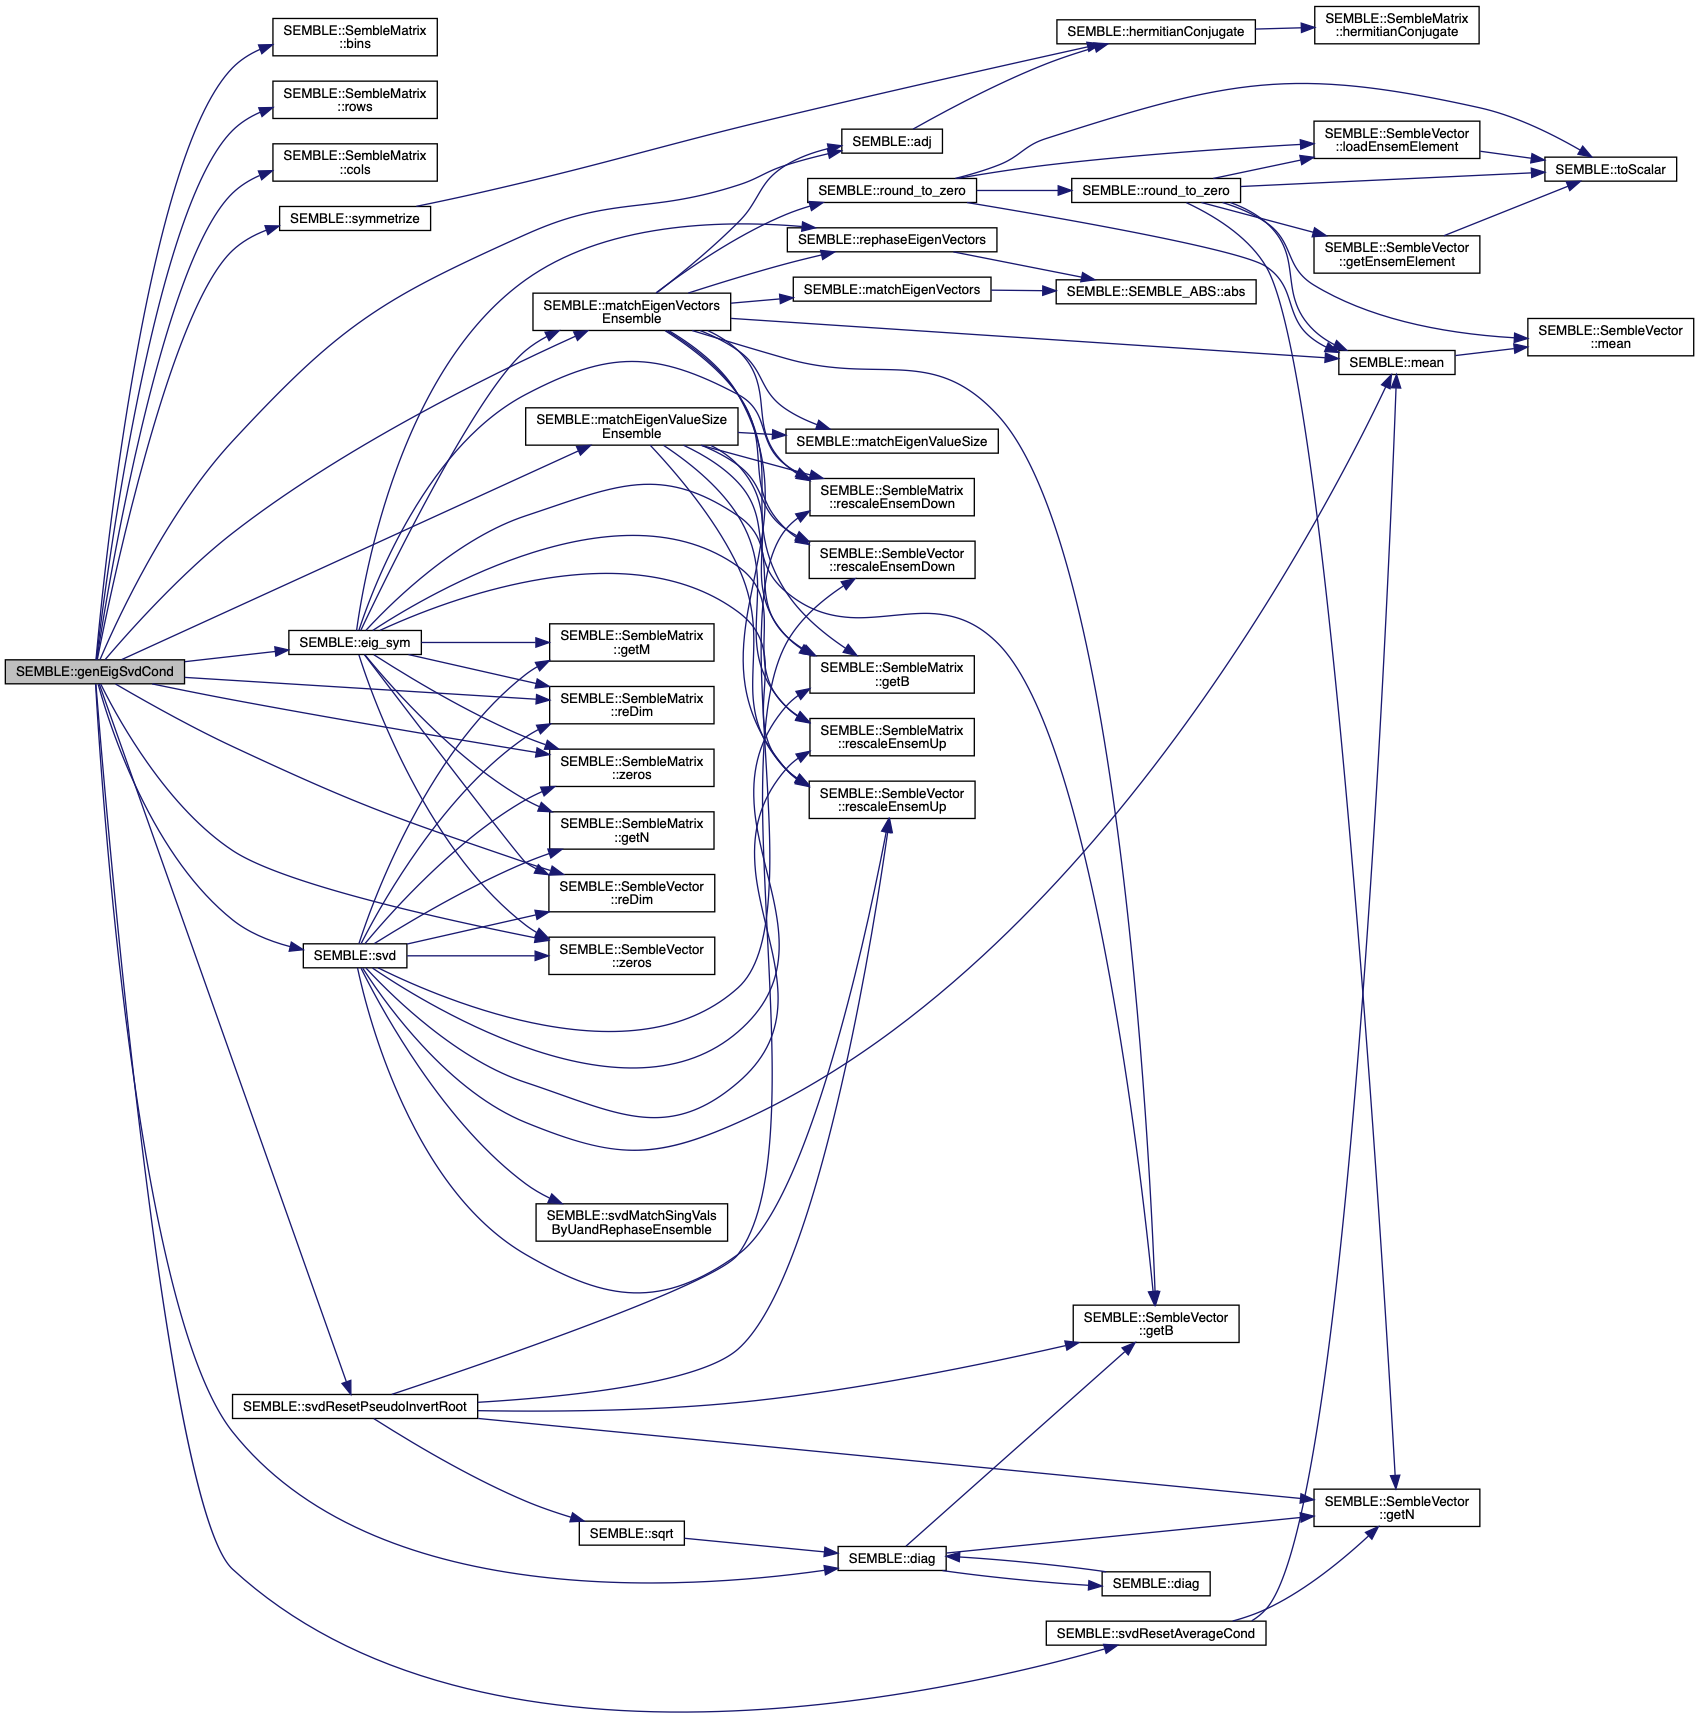 SEMBLE::SembleMatrix
::bins
SEMBLE::SembleMatrix
::rows
SEMBLE::SembleMatrix
::cols
SEMBLE::symmetrize
SEMBLE::hermitianConjugate
SEMBLE::SembleMatrix
::hermitianConjugate
SEMBLE::adj
SEMBLE::round_to_zero
SEMBLE::round_to_zero
SEMBLE::SembleVector
::loadEnsemElement
SEMBLE::toScalar
SEMBLE::rephaseEigenVectors
SEMBLE::SembleVector
::getEnsemElement
SEMBLE::matchEigenVectors
SEMBLE::SEMBLE_ABS::abs
SEMBLE::matchEigenVectors
Ensemble
SEMBLE::SembleVector
::mean
SEMBLE::mean
SEMBLE::matchEigenValueSize
Ensemble
SEMBLE::matchEigenValueSize
SEMBLE::SembleMatrix
::rescaleEnsemDown
SEMBLE::SembleVector
::rescaleEnsemDown
SEMBLE::eig_sym
SEMBLE::SembleMatrix
::getM
SEMBLE::genEigSvdCond
SEMBLE::SembleMatrix
::getB
SEMBLE::SembleMatrix
::reDim
SEMBLE::SembleMatrix
::rescaleEnsemUp
SEMBLE::SembleMatrix
::zeros
SEMBLE::SembleVector
::rescaleEnsemUp
SEMBLE::SembleMatrix
::getN
SEMBLE::SembleVector
::reDim
SEMBLE::svd
SEMBLE::SembleVector
::zeros
SEMBLE::svdMatchSingVals
ByUandRephaseEnsemble
SEMBLE::SembleVector
::getB
SEMBLE::svdResetPseudoInvertRoot
SEMBLE::SembleVector
::getN
SEMBLE::sqrt
SEMBLE::diag
SEMBLE::diag
SEMBLE::svdResetAverageCond